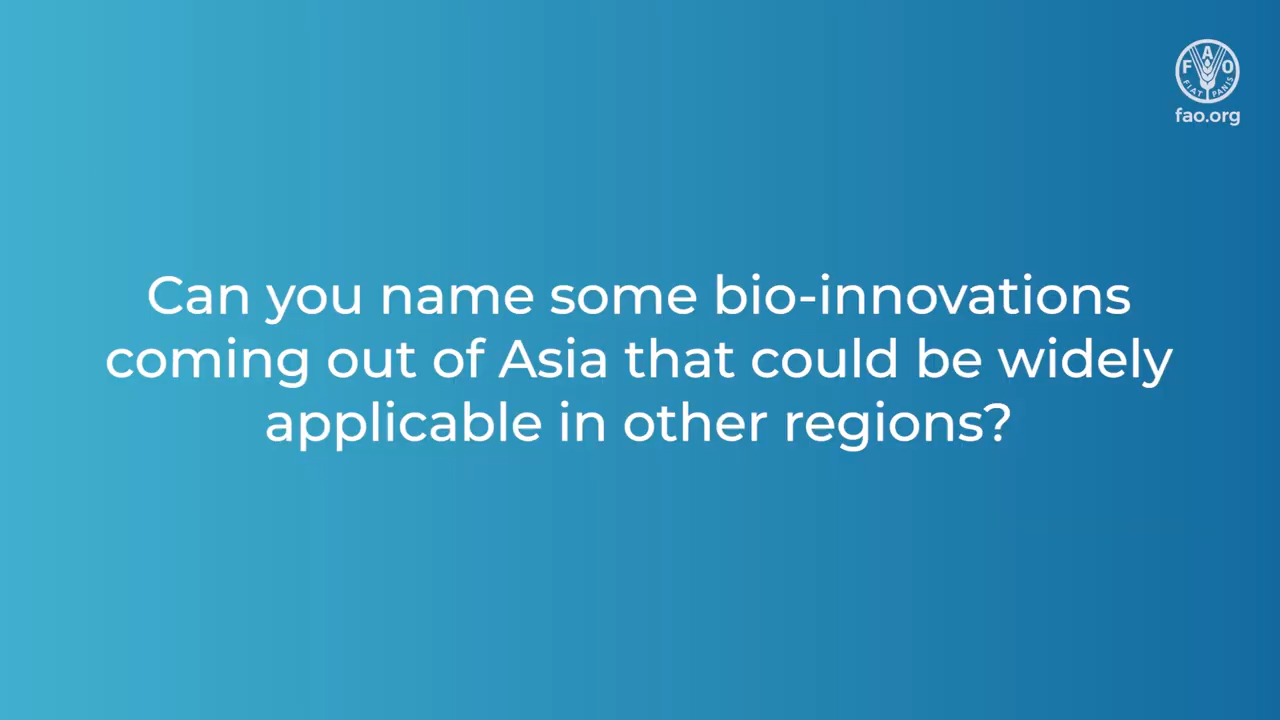 F A O
FIAT PANIS
fao.org
Can you name some bio-innovations
coming out of Asia that could be widely
applicable in other regions?